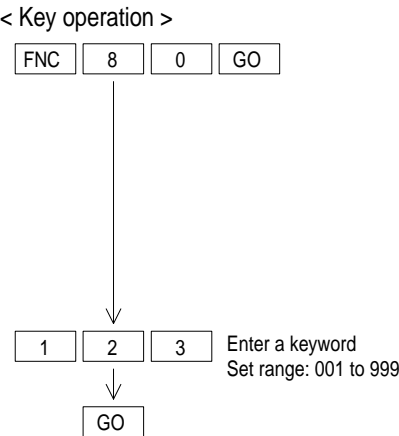 < Key operation >
FNC 8 0 GO
1 2 3 Enter a keyword
Set range: 001 to 999
GO